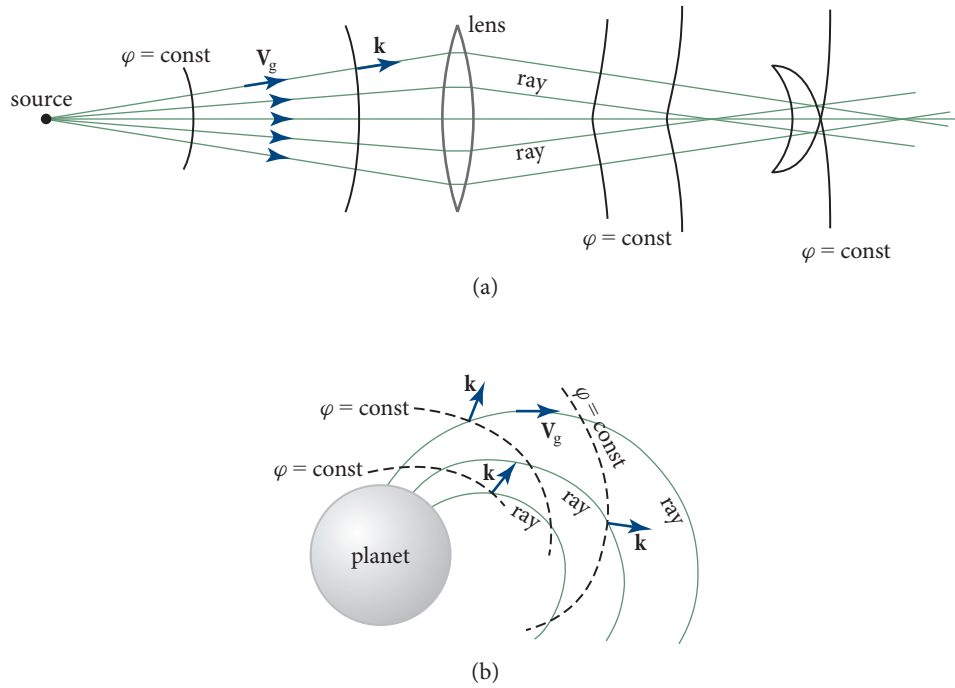 lens
φ = const
V_g
k
source
ray
ray
φ = const
φ = const
(a)
k
φ = const
φ = const
V_g
φ = const
k
ray
ray
ray
planet
k
(b)